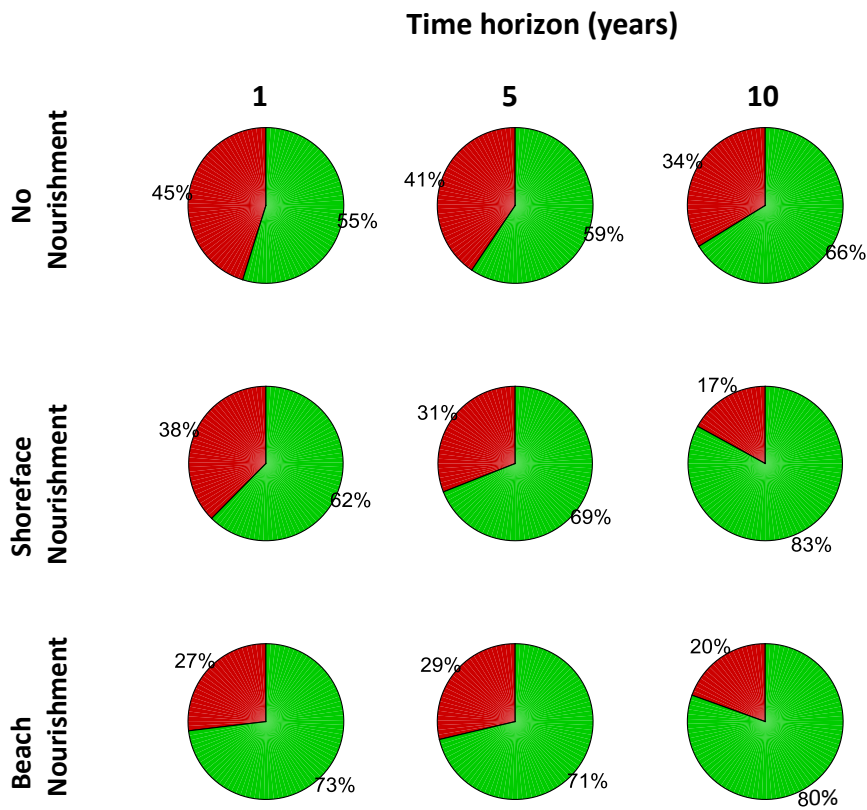 Time horizon (years)
1 5 10
No
Nourishment
45% 55%
41% 59%
34% 66%
Shoreface
Nourishment
38% 62%
31% 69%
17% 83%
Beach
Nourishment
27% 73%
29% 71%
20% 80%